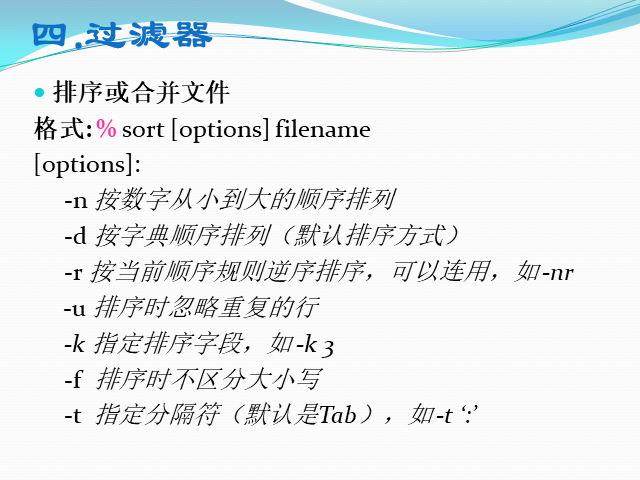 四.过滤器
排序或合并文件
格式:% sort [options] filename
[options]:
-n 按数字从小到大的顺序排列
-d 按字典顺序排列（默认排序方式）
-r 按当前顺序规则逆序排序，可以连用，如 -nr
-u 排序时忽略重复的行
-k 指定排序字段，如 -k 3
-f 排序时不区分大小写
-t 指定分隔符（默认是Tab），如 -t ‘:’